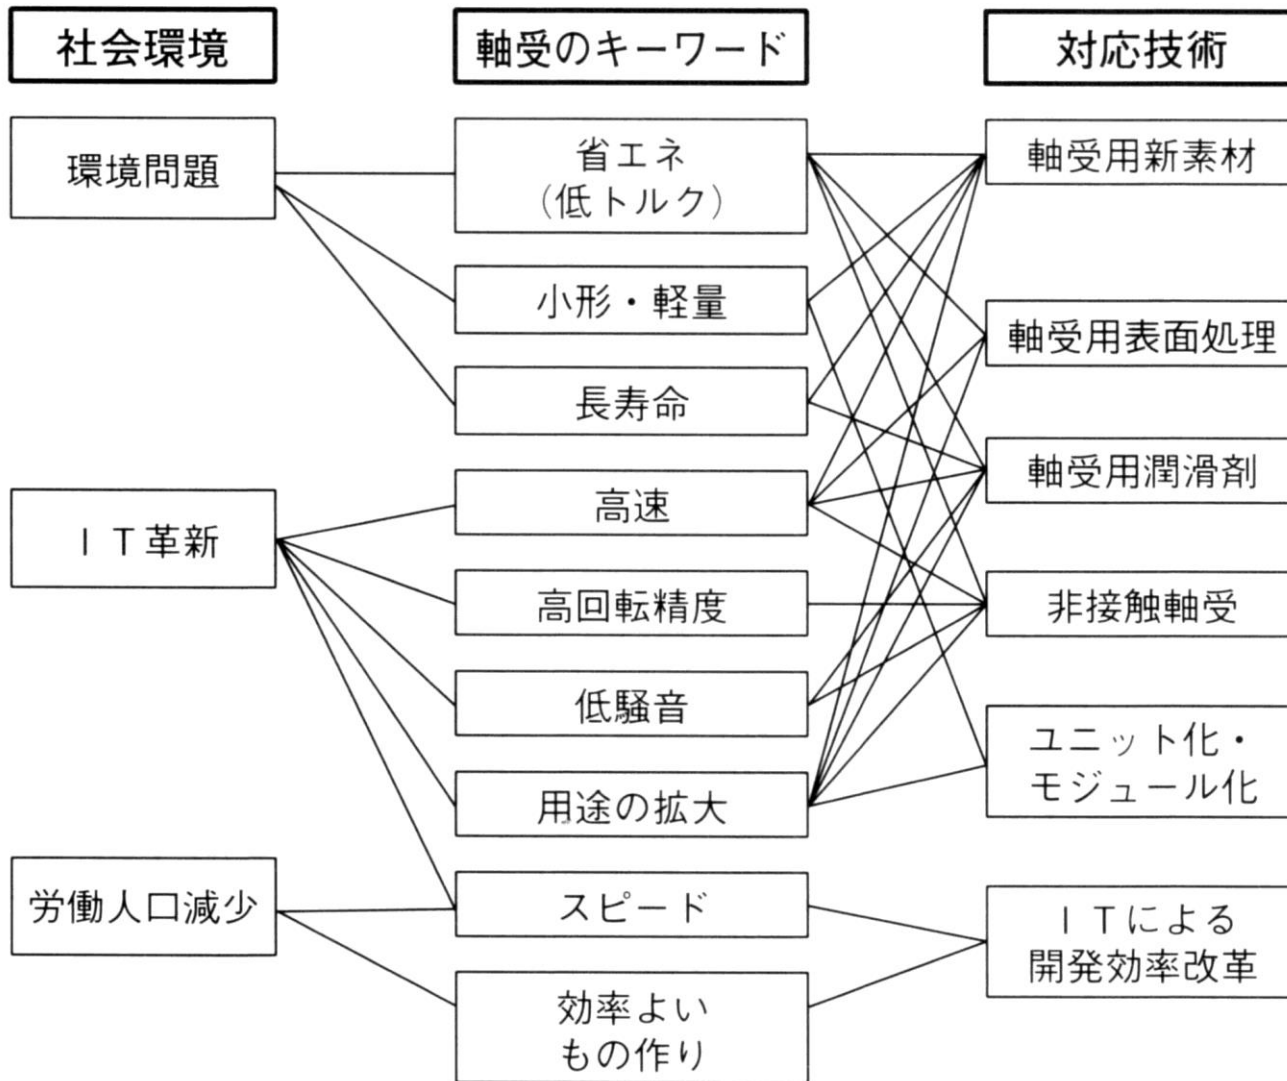 社会環境
軸受のキーワード
対応技術
環境問題
IT革新
労働人口減少
省エネ
(低トルク)
小形・軽量
長寿命
高速
高回転精度
低騒音
用途の拡大
スピード
効率よい
もの作り
軸受用新素材
軸受用表面処理
軸受用潤滑剤
非接触軸受
ユニット化・
モジュール化
ITによる
開発効率改革